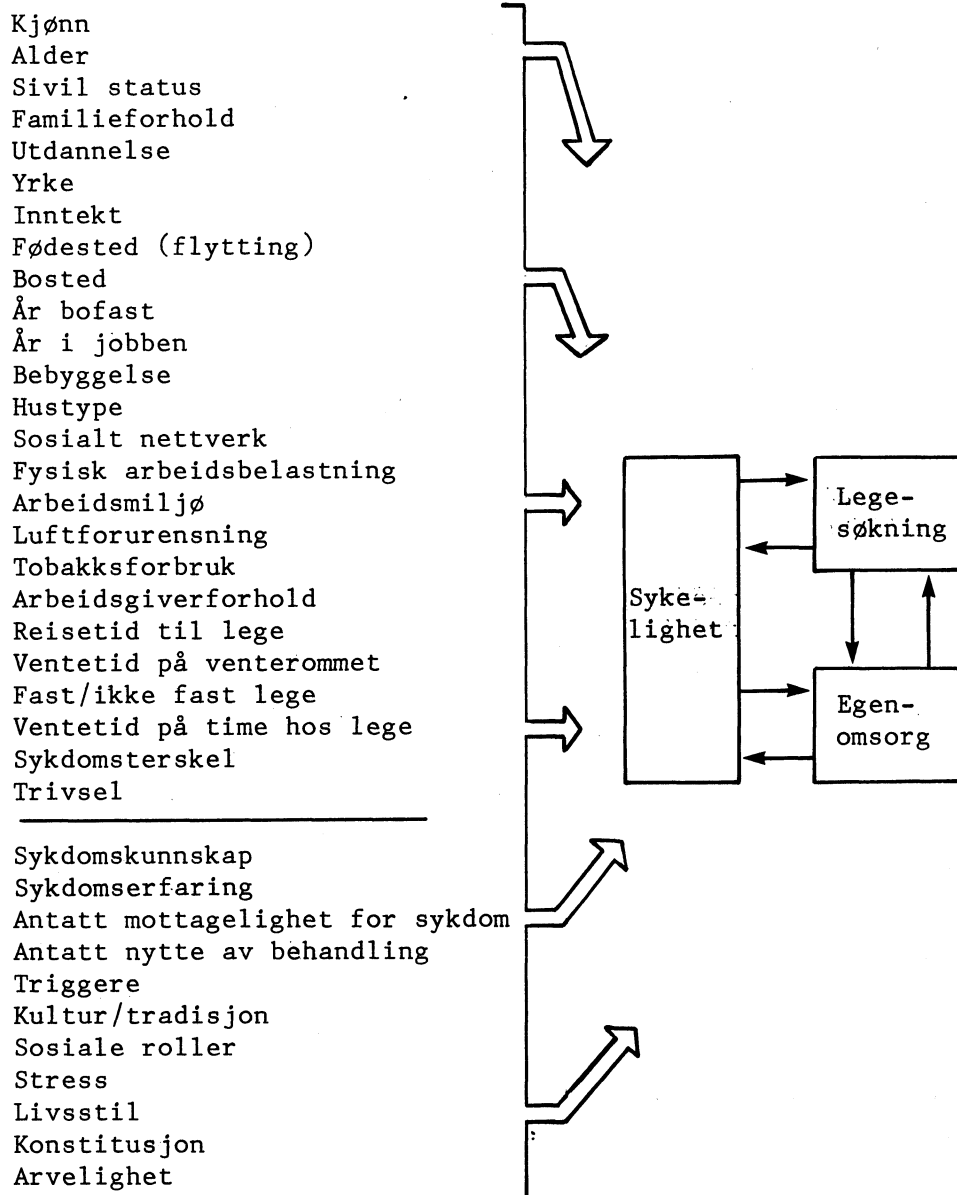 Kjønn
Alder
Sivil status
Familieforhold
Utdannelse
Yrke
Inntekt
Fødested (flytting)
Bosted
År bofast
År i jobben
Bebyggelse
Hustype
Sosialt nettverk
Fysisk arbeidsbelastning
Arbeidsmiljø
Luftforurensning
Tobakksforbruk
Arbeidsgiverforhold
Reisetid til lege
Ventetid på venterommet
Fast/ikke fast lege
Ventetid på time hos lege
Sykdomsterskel
Trivsel
Sykdomskunnskap
Sykdomserfaring
Antatt mottagelighet for sykdom
Antatt nytte av behandling
Triggere
Kultur/tradisjon
Sosiale roller
Stress
Livsstil
Konstitusjon
Arvelighet
Syke-
lighet
Lege-
søkning
Egen-
omsorg